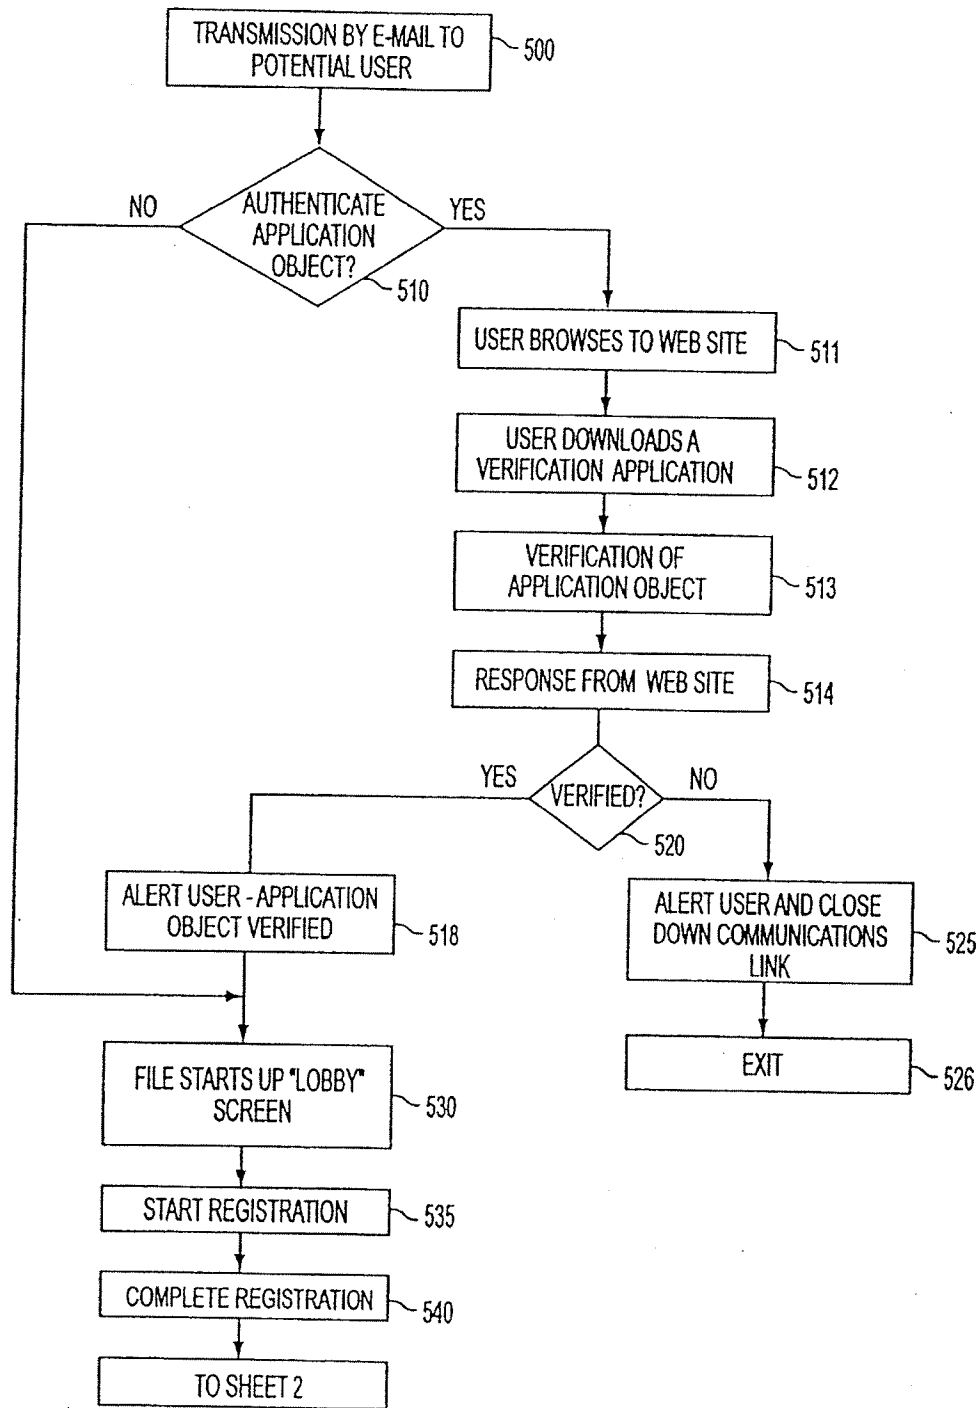 TRANSMISSION BY E-MAIL TO
POTENTIAL USER
500
NO
AUTHENTICATE
APPLICATION
OBJECT?
YES
510
USER BROWSES TO WEB SITE
511
USER DOWNLOADS A
VERIFICATION APPLICATION
512
VERIFICATION OF
APPLICATION OBJECT
513
RESPONSE FROM WEB SITE
514
YES
VERIFIED?
NO
520
ALERT USER - APPLICATION
OBJECT VERIFIED
518
ALERT USER AND CLOSE
DOWN COMMUNICATIONS
LINK
525
EXIT
526
FILE STARTS UP "LOBBY"
SCREEN
530
START REGISTRATION
535
COMPLETE REGISTRATION
540
TO SHEET 2